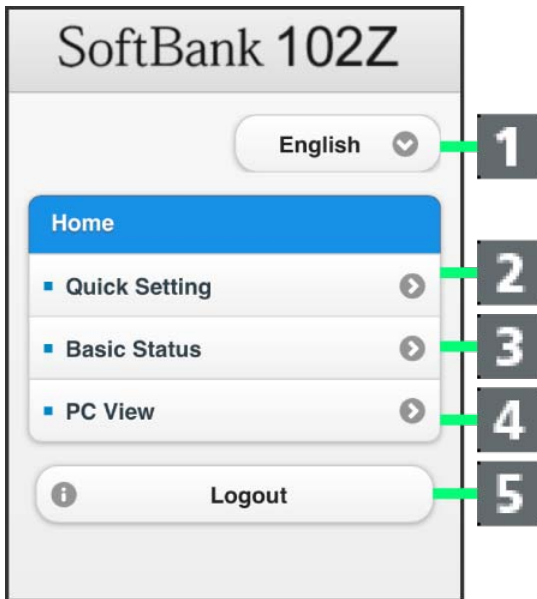 SoftBank 102Z
English
1
Home
2
Quick Setting
Basic Status
3
PC View
4
Logout
5